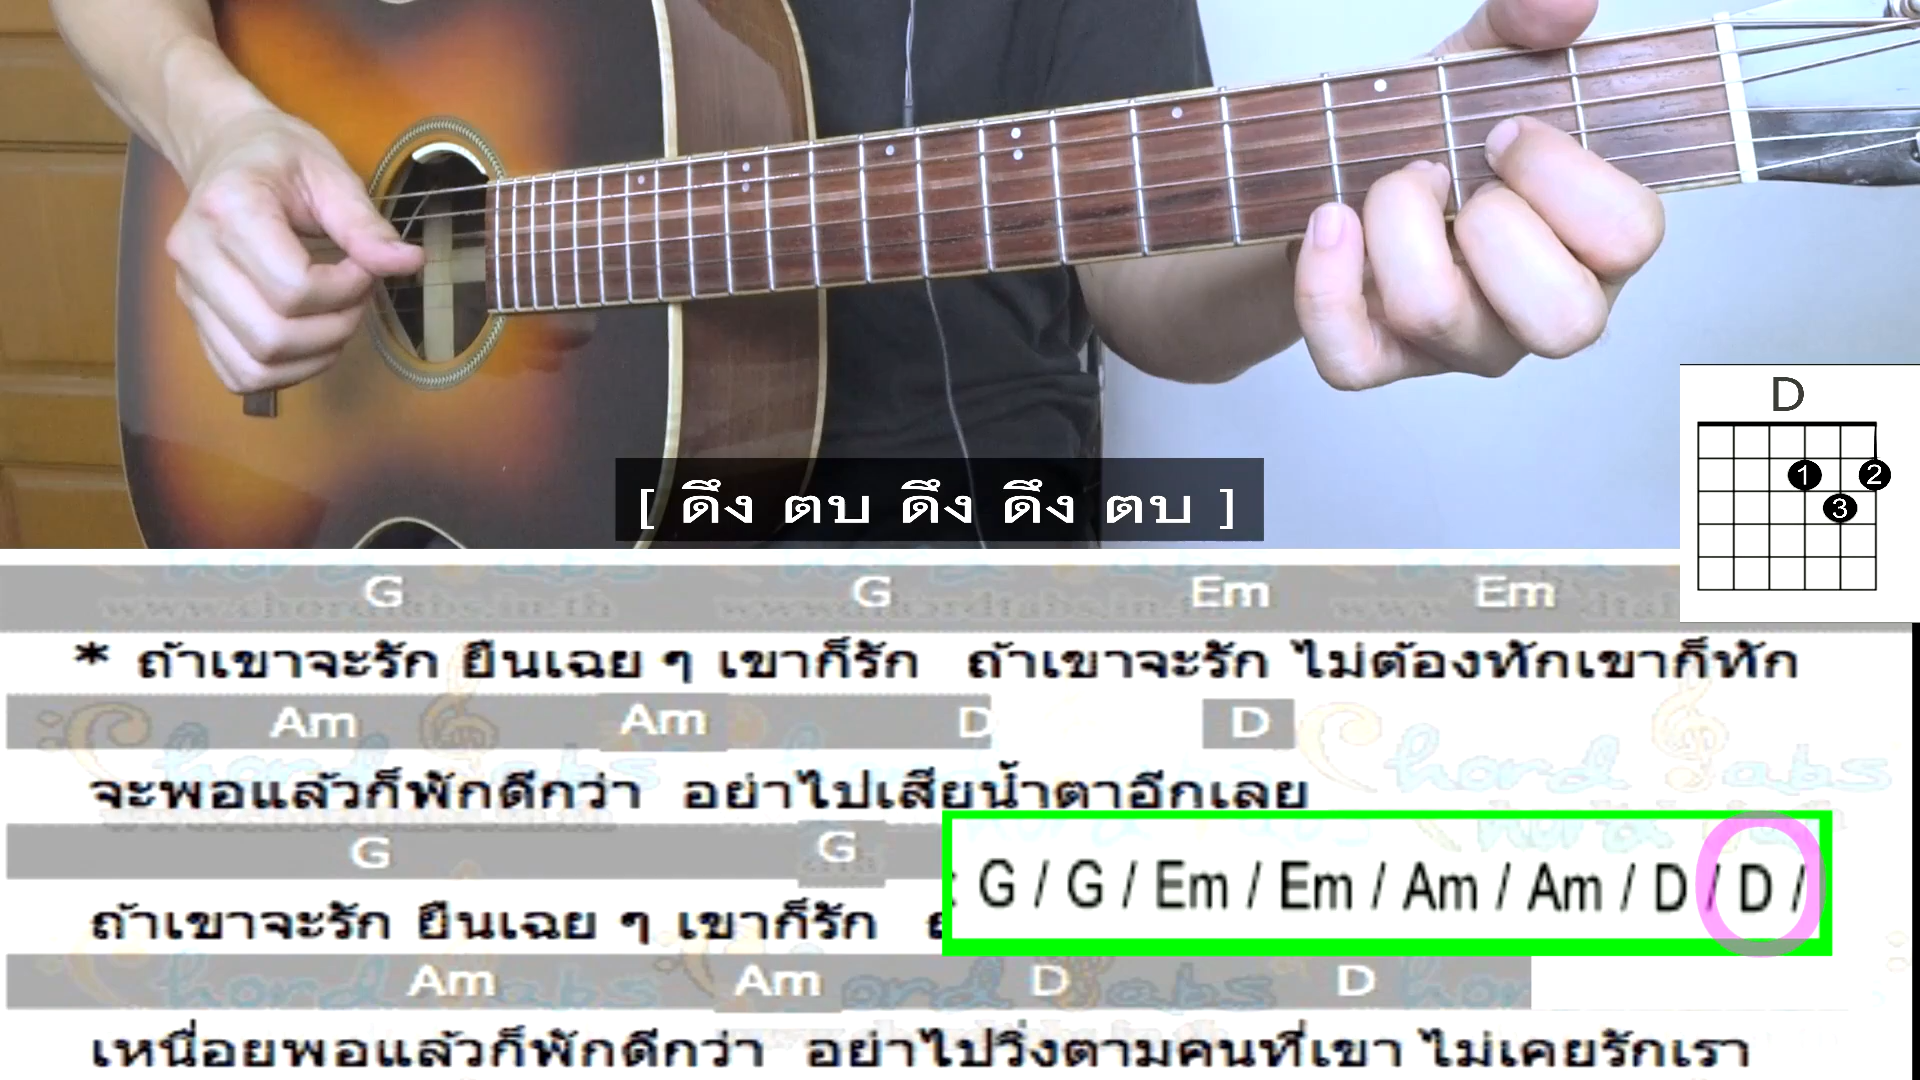 [ ดึง ตบ ดึง ดึง ตบ ]
D
1 2
3
G G Em Em
* ถ้าเขาจะรัก ยืนเฉย ๆ เขาก็รัก ถ้าเขาจะรัก ไม่ต้องทักเขาก็ทัก
Am Am D D
จะพอแล้วก็พักดีกว่า อย่าไปเสียน้ำตาอีกเลย
G G
: G / G / Em / Em / Am / Am / D / D /
ถ้าเขาจะรัก ยืนเฉย ๆ เขาก็รัก
Am Am D D
เหนื่อยพอแล้วก็พักดีกว่า อย่าไปวิ่งตามคนที่เขา ไม่เคยรักเรา